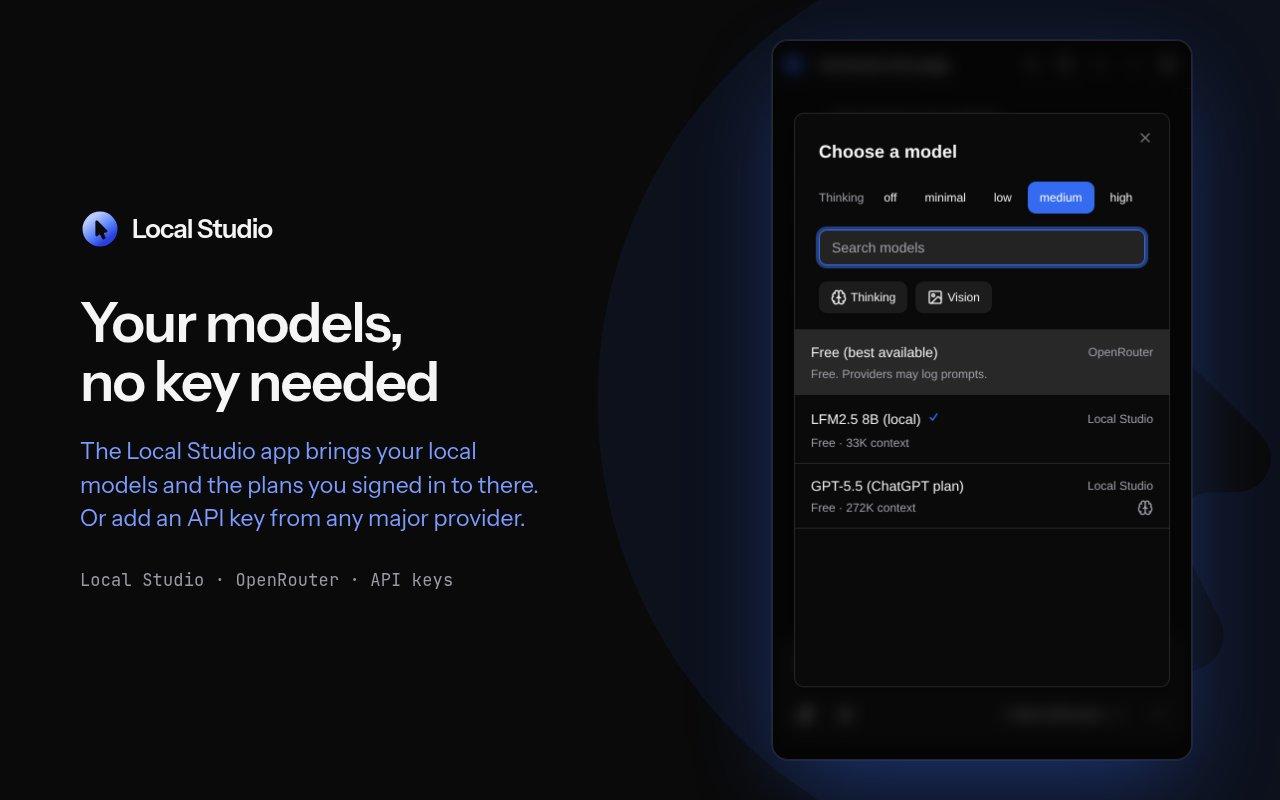 Local Studio
Your models,
no key needed
The Local Studio app brings your local
models and the plans you signed in to there.
Or add an API key from any major provider.
Local Studio · OpenRouter · API keys
Choose a model
Thinking off minimal low medium high
Search models
Thinking Vision
Free (best available) OpenRouter
Free. Providers may log prompts.
LFM2.5 8B (local) Local Studio
Free · 33K context
GPT-5.5 (ChatGPT plan) Local Studio
Free · 272K context